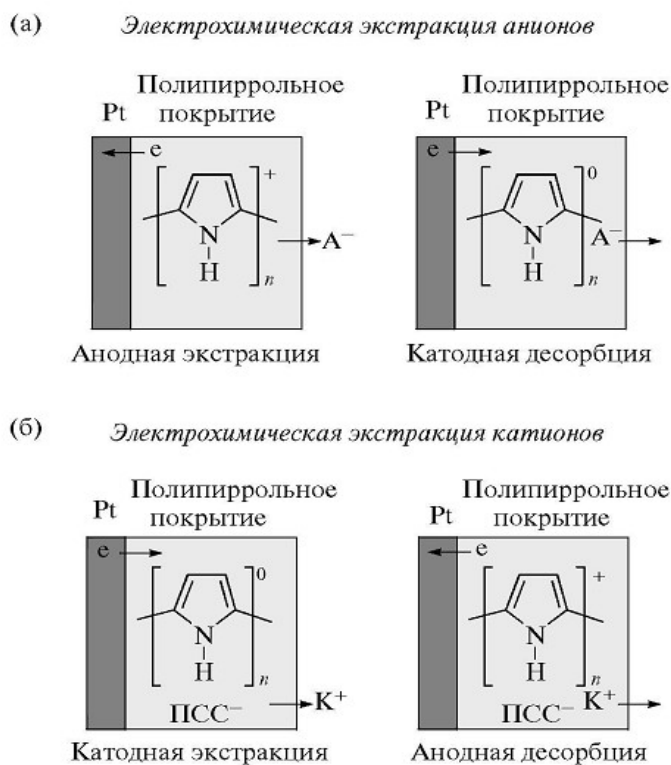 (а) Электрохимическая экстракция анионов
Полипиррольное
Pt покрытие
Полипиррольное
Pt покрытие
e
+
N
H
n
A⁻
e
0
N
H
n
A⁻
Анодная экстракция
Катодная десорбция
(б) Электрохимическая экстракция катионов
Полипиррольное
Pt покрытие
Полипиррольное
Pt покрытие
e
0
N
H
n
ПСС⁻
K⁺
e
+
N
H
n
ПСС⁻
K⁺
Катодная экстракция
Анодная десорбция